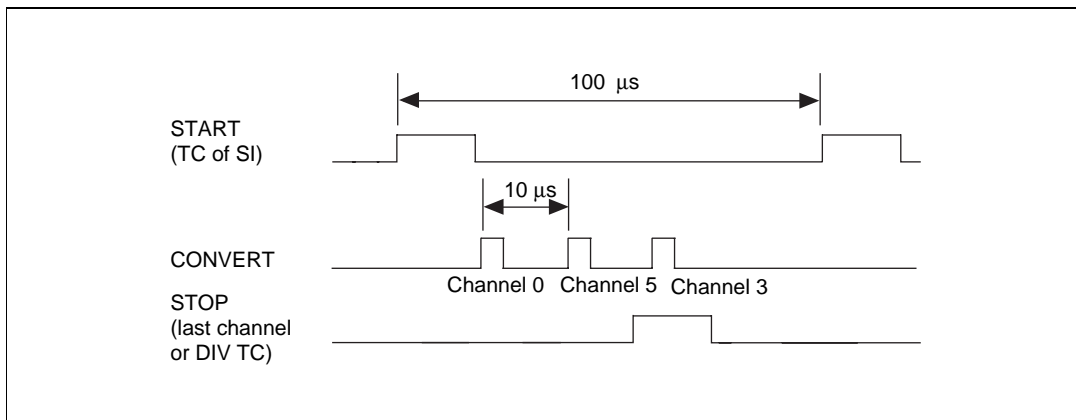 100 µs
START
(TC of SI)
10 µs
CONVERT
Channel 0 Channel 5 Channel 3
STOP
(last channel
or DIV TC)